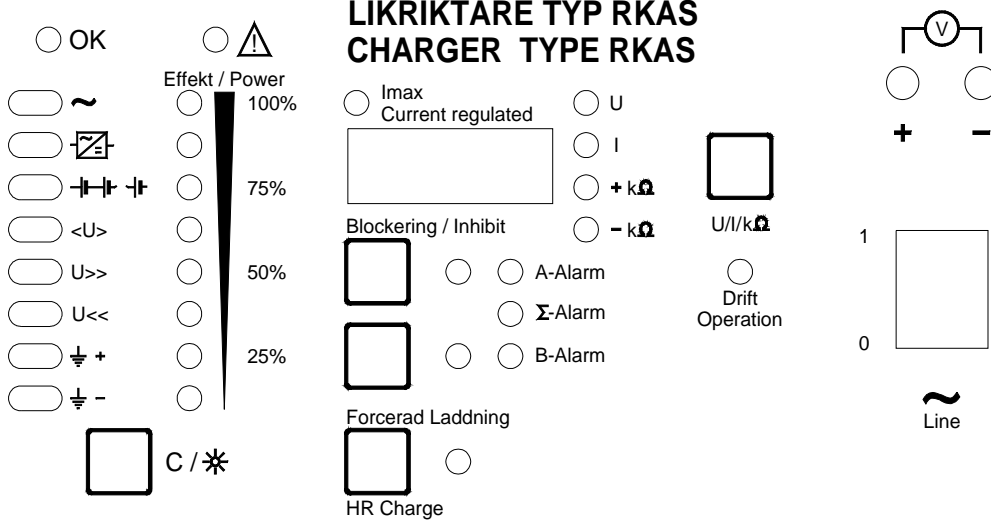 LIKRIKTARE TYP RKAS
CHARGER TYPE RKAS
OK
Effekt / Power
~
<U>
U>>
U<<
+
−
100%
75%
50%
25%
C /
Imax
Current regulated
U
I
+ kΩ
− kΩ
Blockering / Inhibit
A-Alarm
Σ-Alarm
B-Alarm
Forcerad Laddning
HR Charge
U/I/kΩ
Drift
Operation
V
+ −
1
0
~
Line